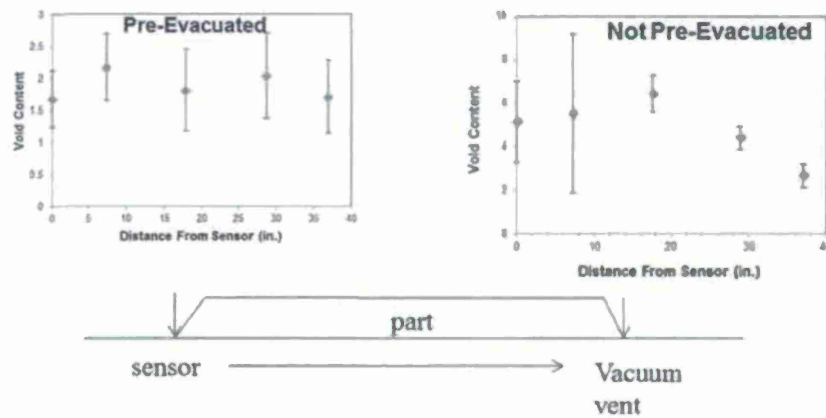 Pre-Evacuated
3
2.5
2
1.5
1
0.5
0
Void Content
0 5 10 15 20 25 30 35 40
Distance From Sensor (in.)
Not Pre-Evacuated
10
8
6
4
2
0
Void Content
0 10 20 30 40
Distance From Sensor (in.)
part
sensor
Vacuum
vent